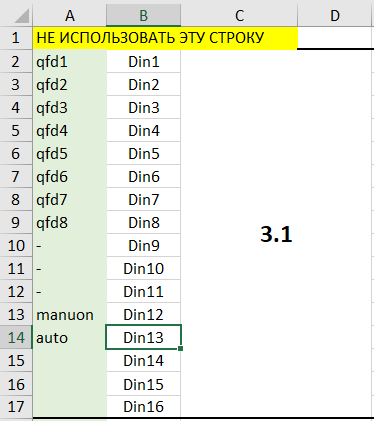 A B C D
1 НЕ ИСПОЛЬЗОВАТЬ ЭТУ СТРОКУ
2 qfd1 Din1
3 qfd2 Din2
4 qfd3 Din3
5 qfd4 Din4
6 qfd5 Din5
7 qfd6 Din6
8 qfd7 Din7
9 qfd8 Din8
3.1
10 - Din9
11 - Din10
12 - Din11
13 manuon Din12
14 auto Din13
15 Din14
16 Din15
17 Din16